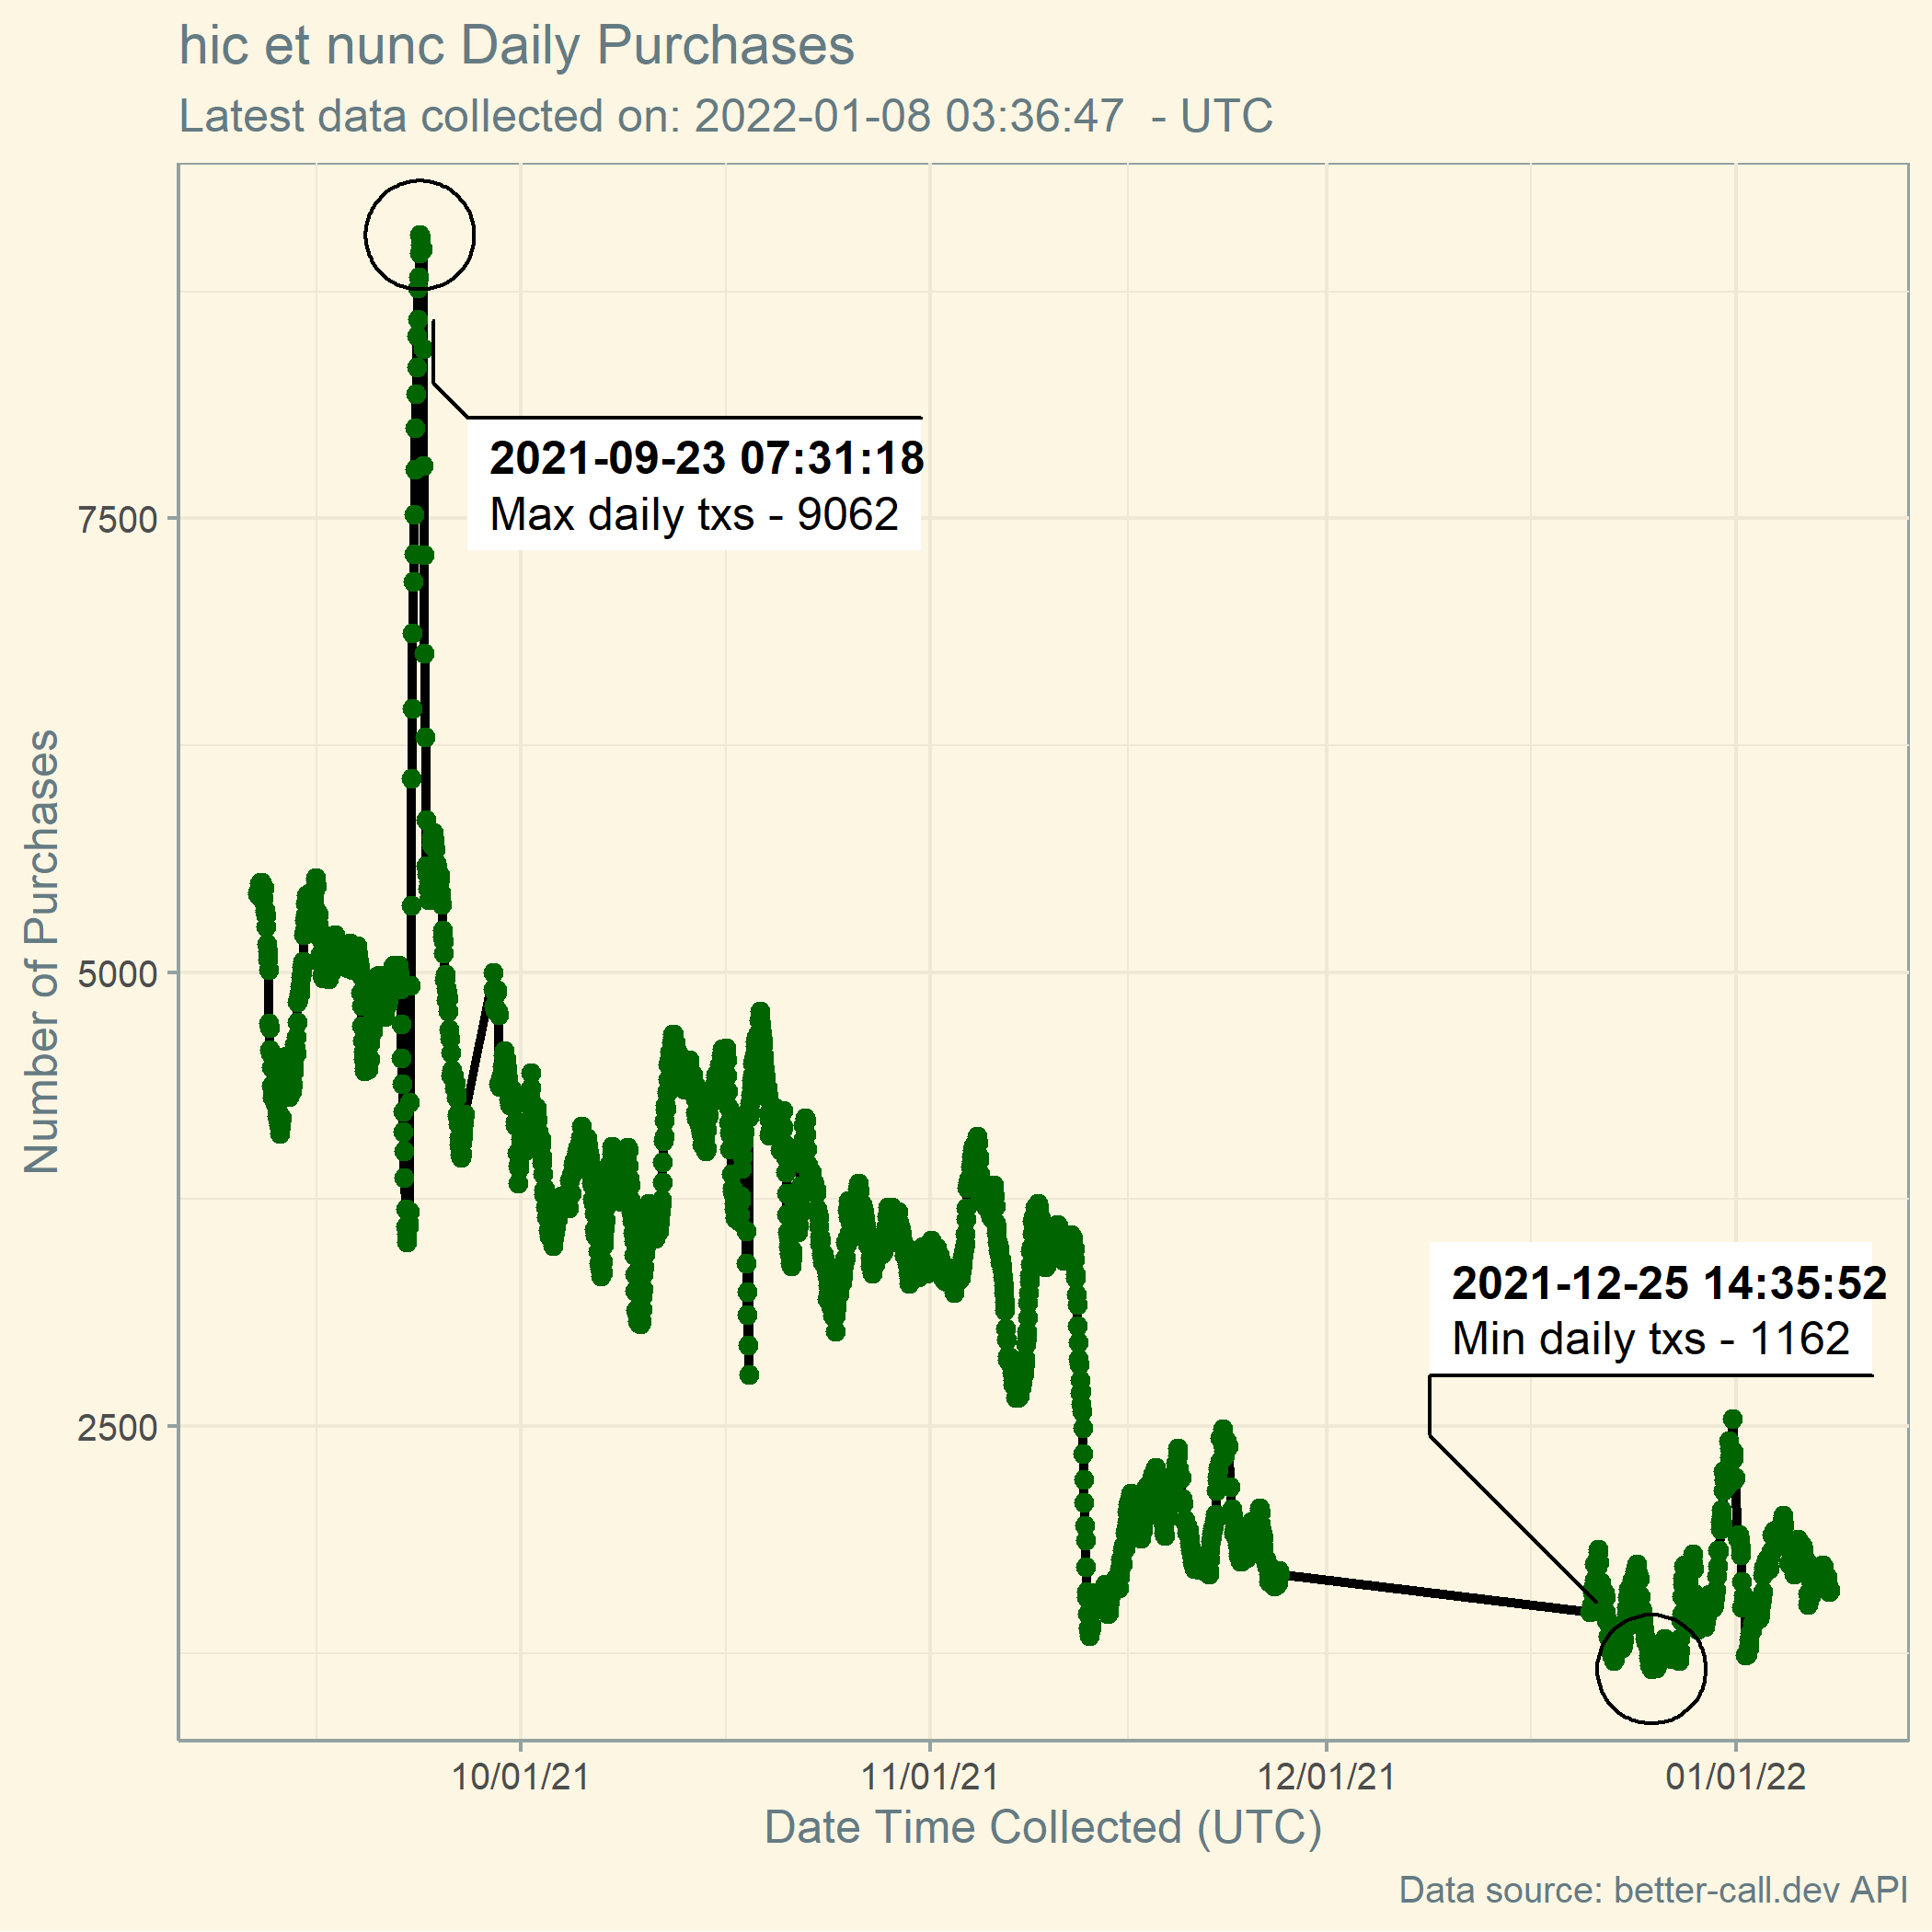 hic et nunc Daily Purchases
Latest data collected on: 2022-01-08 03:36:47  - UTC
Number of Purchases
7500
5000
2500
2021-09-23 07:31:18
Max daily txs - 9062
2021-12-25 14:35:52
Min daily txs - 1162
10/01/21
11/01/21
12/01/21
01/01/22
Date Time Collected (UTC)
Data source: better-call.dev API